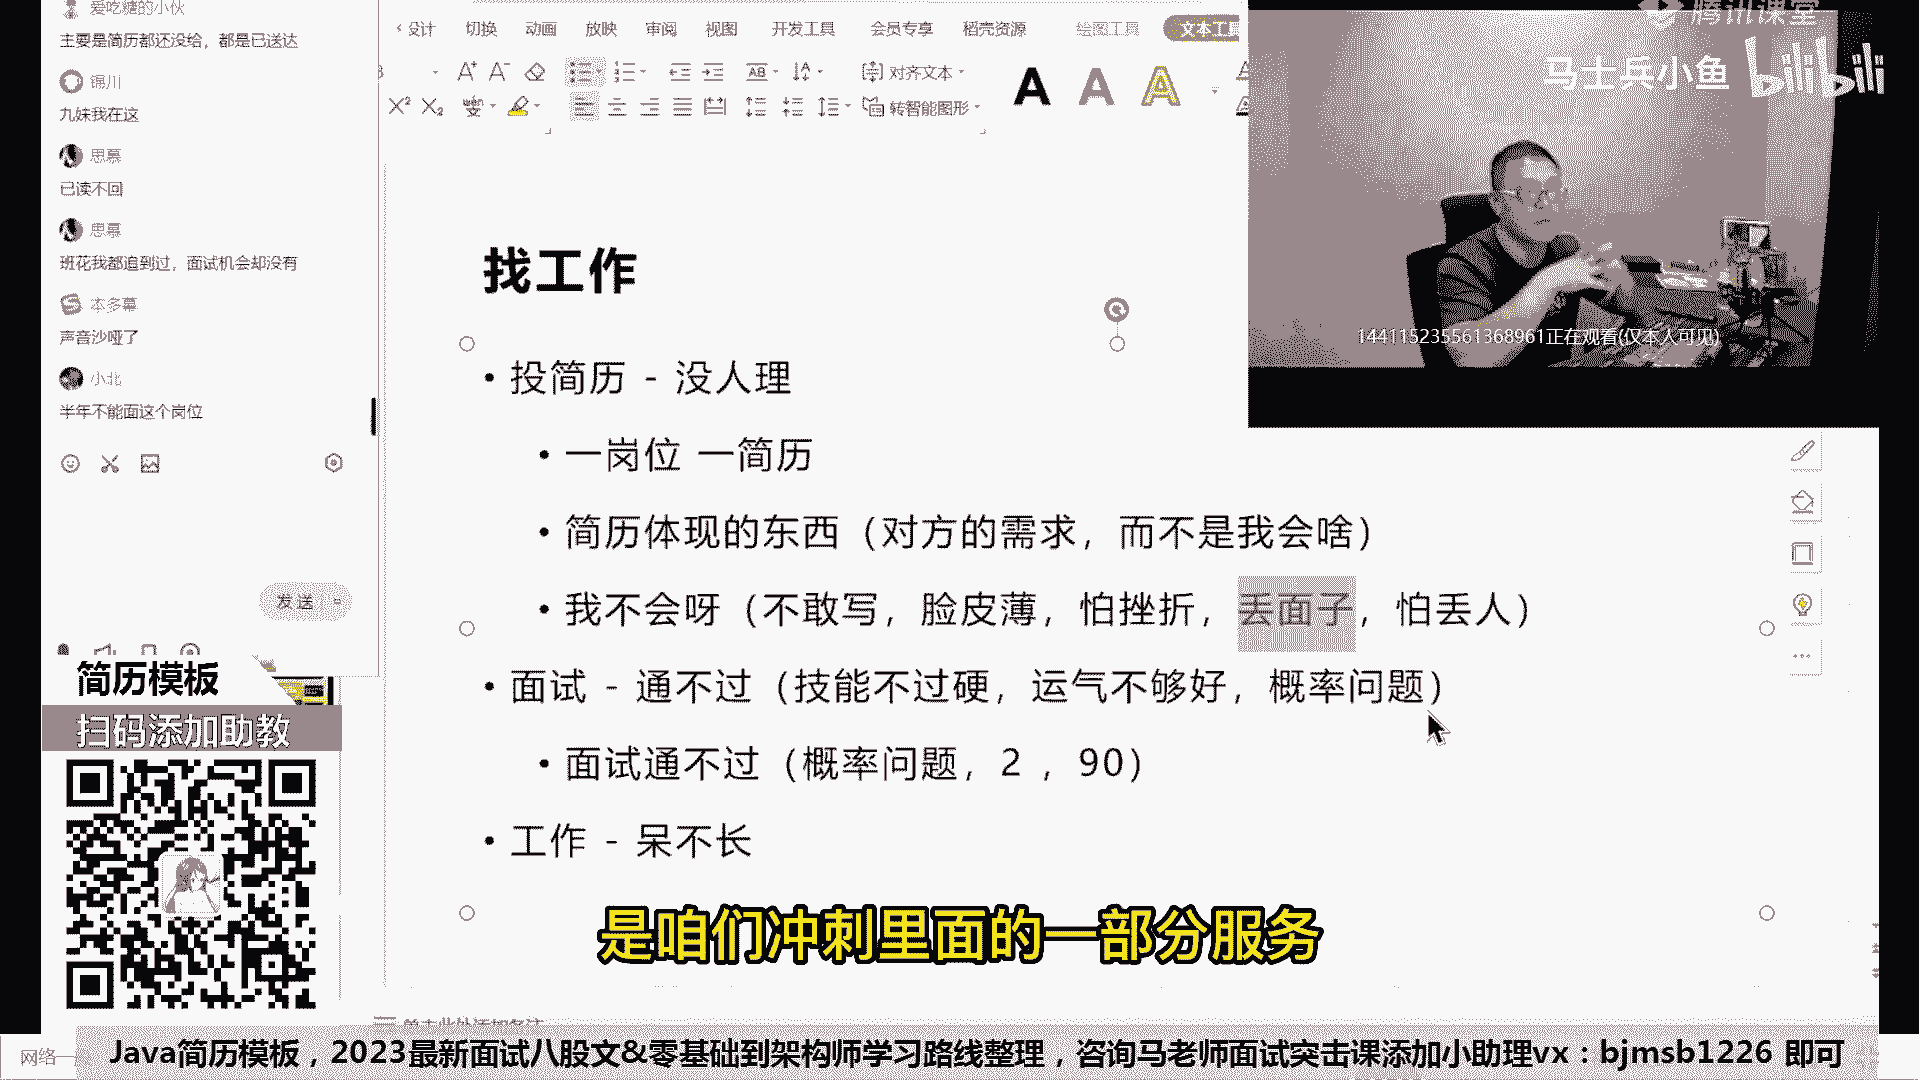 爱吃糖的小伙
主要是简历都还没给，都是已送达
锦川
九妹我在这
思慕
已读不回
思慕
班花我都追到过，面试机会却没有
本多幕
声音沙哑了
小北
半年不能面这个岗位
发送
简历模板
扫码添加助教
设计 切换 动画 放映 审阅 视图 开发工具 会员专享 稻壳资源 绘图工具 文本工具
对齐文本
转智能图形
腾讯课堂
马士兵小鱼 bilibili
144115235561368961正在观看(仅本人可见)
找工作
• 投简历 - 没人理
• 一岗位 一简历
• 简历体现的东西（对方的需求，而不是我会啥）
• 我不会呀（不敢写，脸皮薄，怕挫折，丢面子，怕丢人）
• 面试 - 通不过（技能不过硬，运气不够好，概率问题）
• 面试通不过（概率问题，2 ，90）
• 工作 - 呆不长
是咱们冲刺里面的一部分服务
单击此处添加备注
网络一
Java简历模板，2023最新面试八股文&零基础到架构师学习路线整理，咨询马老师面试突击课添加小助理vx：bjmsb1226 即可